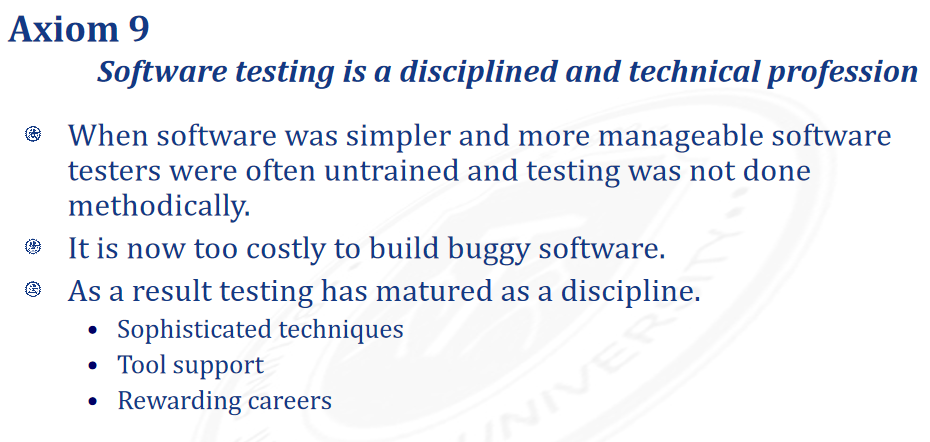 Axiom 9
Software testing is a disciplined and technical profession
When software was simpler and more manageable software
testers were often untrained and testing was not done
methodically.
It is now too costly to build buggy software.
As a result testing has matured as a discipline.
• Sophisticated techniques
• Tool support
• Rewarding careers
UNIVERSITY